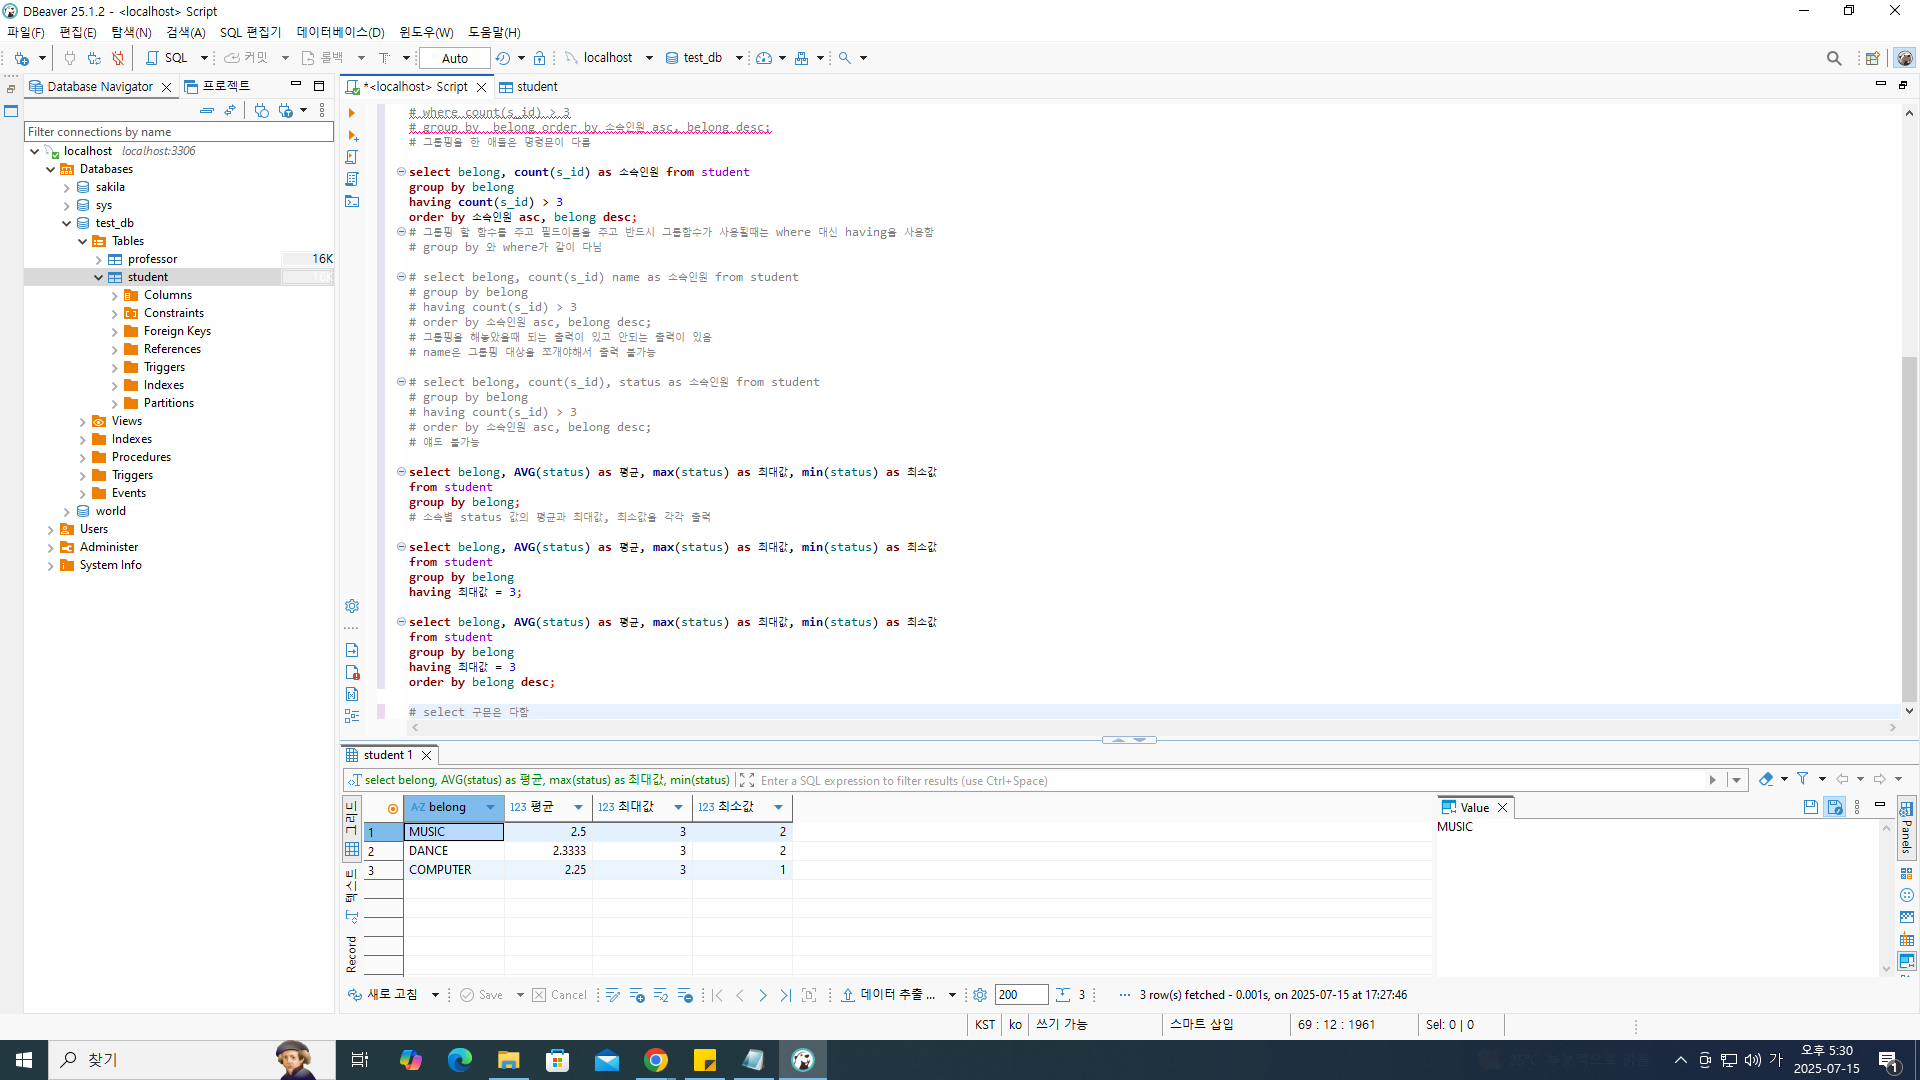 DBeaver 25.1.2 - <localhost> Script
파일(F) 편집(E) 탐색(N) 검색(A) SQL 편집기 데이터베이스(D) 윈도우(W) 도움말(H)
SQL 커밋 롤백 Auto localhost test_db
Database Navigator 프로젝트
Filter connections by name
localhost localhost:3306
Databases
sakila
sys
test_db
Tables
professor 16K
student 16K
Columns
Constraints
Foreign Keys
References
Triggers
Indexes
Partitions
Views
Indexes
Procedures
Triggers
Events
world
Users
Administer
System Info
*<localhost> Script student
# where count(s_id) > 3
# group by  belong order by 소속인원 asc, belong desc;
# 그룹핑을 한 애들은 명령문이 다름
select belong, count(s_id) as 소속인원 from student
group by belong
having count(s_id) > 3
order by 소속인원 asc, belong desc;
# 그룹핑 할 함수를 주고 필드이름을 주고 반드시 그룹함수가 사용될때는 where 대신 having을 사용함
# group by 와 where가 같이 다님
# select belong, count(s_id) name as 소속인원 from student
# group by belong
# having count(s_id) > 3
# order by 소속인원 asc, belong desc;
# 그룹핑을 해놓았을때 되는 출력이 있고 안되는 출력이 있음
# name은 그룹핑 대상을 쪼개야해서 출력 불가능
# select belong, count(s_id), status as 소속인원 from student
# group by belong
# having count(s_id) > 3
# order by 소속인원 asc, belong desc;
# 얘도 불가능
select belong, AVG(status) as 평균, max(status) as 최대값, min(status) as 최소값
from student
group by belong;
# 소속별 status 값의 평균과 최대값, 최소값을 각각 출력
select belong, AVG(status) as 평균, max(status) as 최대값, min(status) as 최소값
from student
group by belong
having 최대값 = 3;
select belong, AVG(status) as 평균, max(status) as 최대값, min(status) as 최소값
from student
group by belong
having 최대값 = 3
order by belong desc;
# select 구문은 다함
student 1
select belong, AVG(status) as 평균, max(status) as 최대값, min(status) Enter a SQL expression to filter results (use Ctrl+Space)
그리드
텍스트
Record
A-Z belong 123 평균 123 최대값 123 최소값
1 MUSIC 2.5 3 2
2 DANCE 2.3333 3 2
3 COMPUTER 2.25 3 1
Value
MUSIC
Panels
새로 고침 Save Cancel 데이터 추출 ... 200 3 ... 3 row(s) fetched - 0.001s, on 2025-07-15 at 17:27:46
KST ko 쓰기 가능 스마트 삽입 69 : 12 : 1961 Sel: 0 | 0
찾기
가 오후 5:30
2025-07-15
1